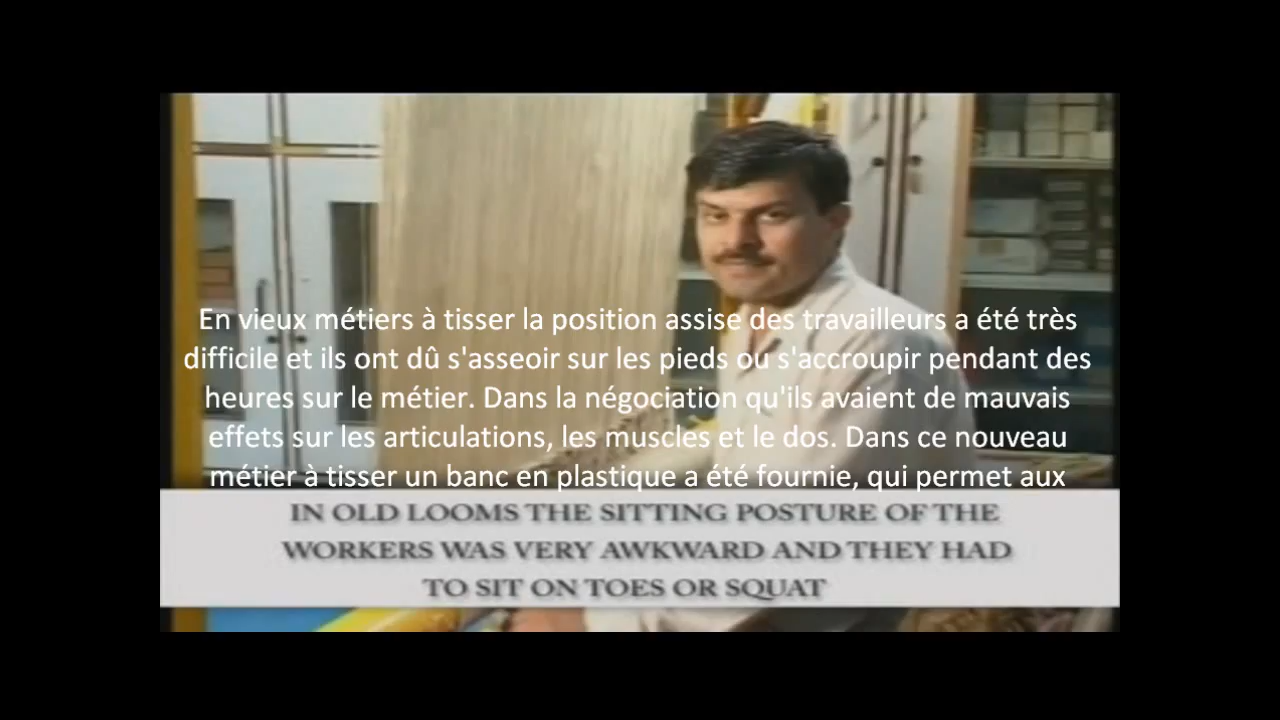 En vieux métiers à tisser la position assise des travailleurs a été très
difficile et ils ont dû s'asseoir sur les pieds ou s'accroupir pendant des
heures sur le métier. Dans la négociation qu'ils avaient de mauvais
effets sur les articulations, les muscles et le dos. Dans ce nouveau
métier à tisser un banc en plastique a été fournie, qui permet aux
IN OLD LOOMS THE SITTING POSTURE OF THE
WORKERS WAS VERY AWKWARD AND THEY HAD
TO SIT ON TOES OR SQUAT